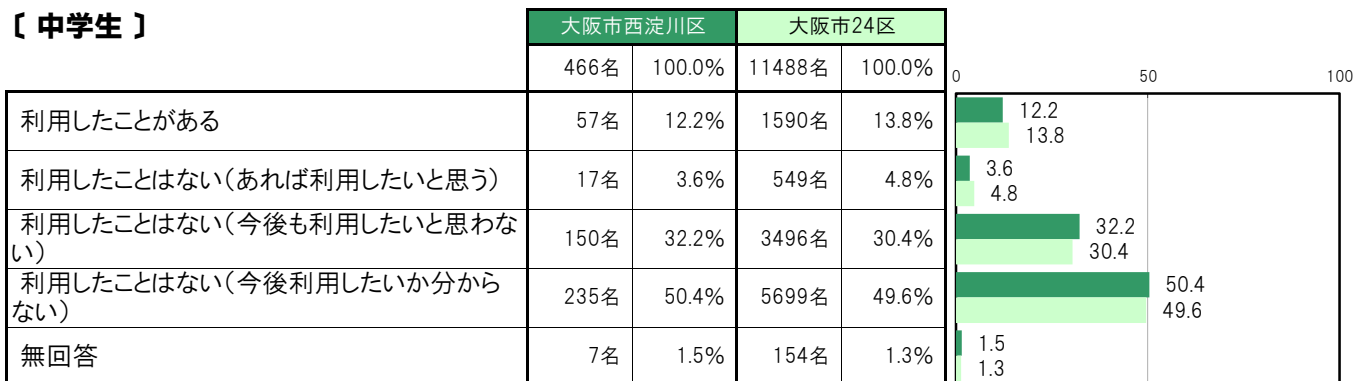 〔 中学生 〕
大阪市西淀川区 大阪市24区
466名 100.0% 11488名 100.0%
0 50 100
利用したことがある 57名 12.2% 1590名 13.8%
12.2
13.8
利用したことはない（あれば利用したいと思う） 17名 3.6% 549名 4.8%
3.6
4.8
利用したことはない（今後も利用したいと思わな
い） 150名 32.2% 3496名 30.4%
32.2
30.4
利用したことはない（今後利用したいか分から
ない） 235名 50.4% 5699名 49.6%
50.4
49.6
無回答 7名 1.5% 154名 1.3%
1.5
1.3